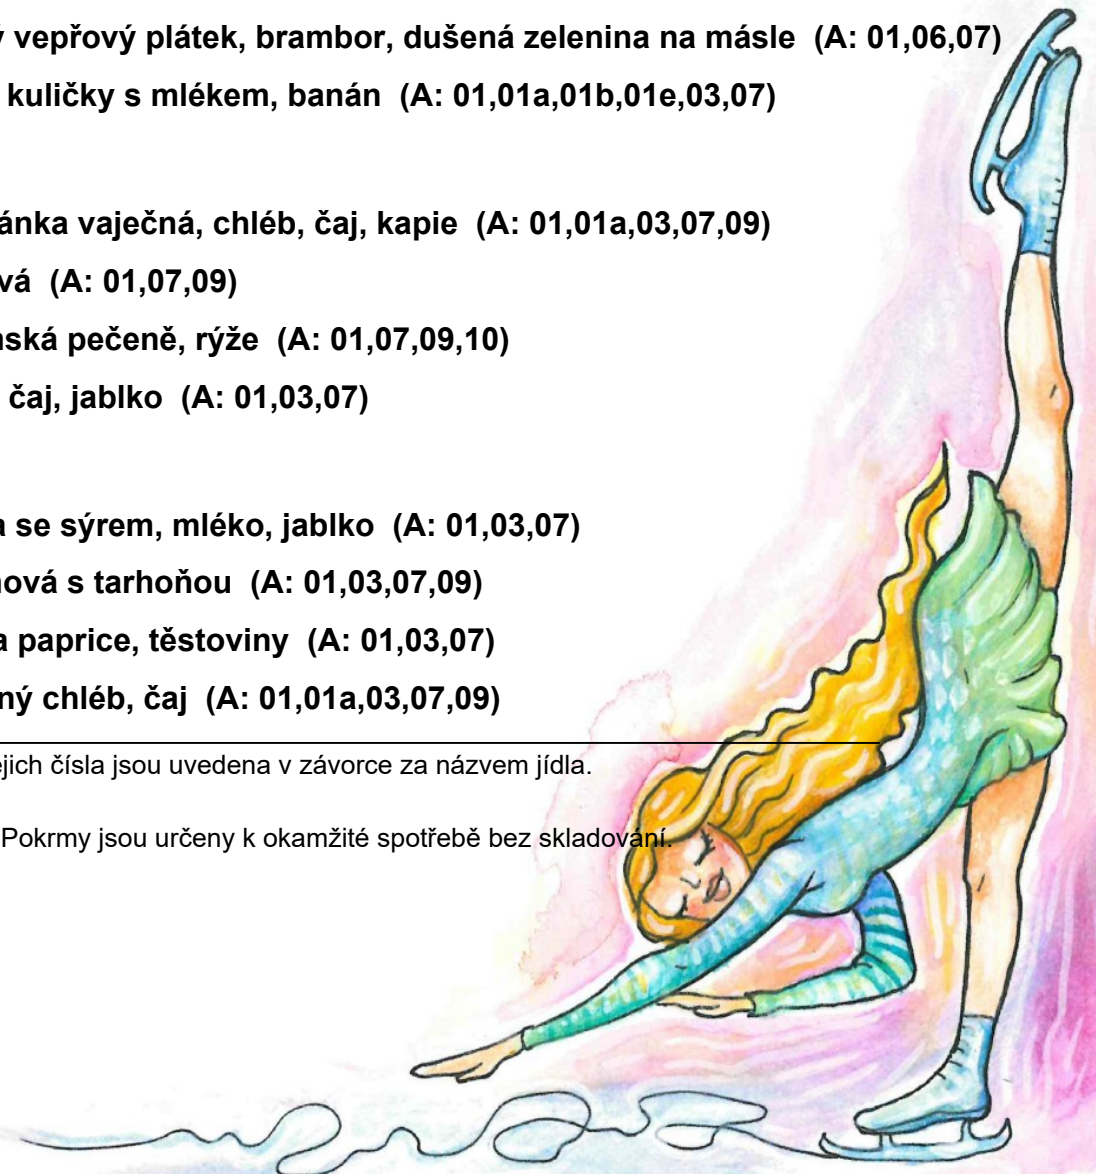 ý vepřový plátek, brambor, dušená zelenina na másle (A: 01,06,07)
kuličky s mlékem, banán (A: 01,01a,01b,01e,03,07)
ánka vaječná, chléb, čaj, kapie (A: 01,01a,03,07,09)
vá (A: 01,07,09)
nská pečeně, rýže (A: 01,07,09,10)
čaj, jablko (A: 01,03,07)
a se sýrem, mléko, jablko (A: 01,03,07)
nová s tarhoňou (A: 01,03,07,09)
a paprice, těstoviny (A: 01,03,07)
ný chléb, čaj (A: 01,01a,03,07,09)
ejich čísla jsou uvedena v závorce za názvem jídla.
Pokrmy jsou určeny k okamžité spotřebě bez skladování.